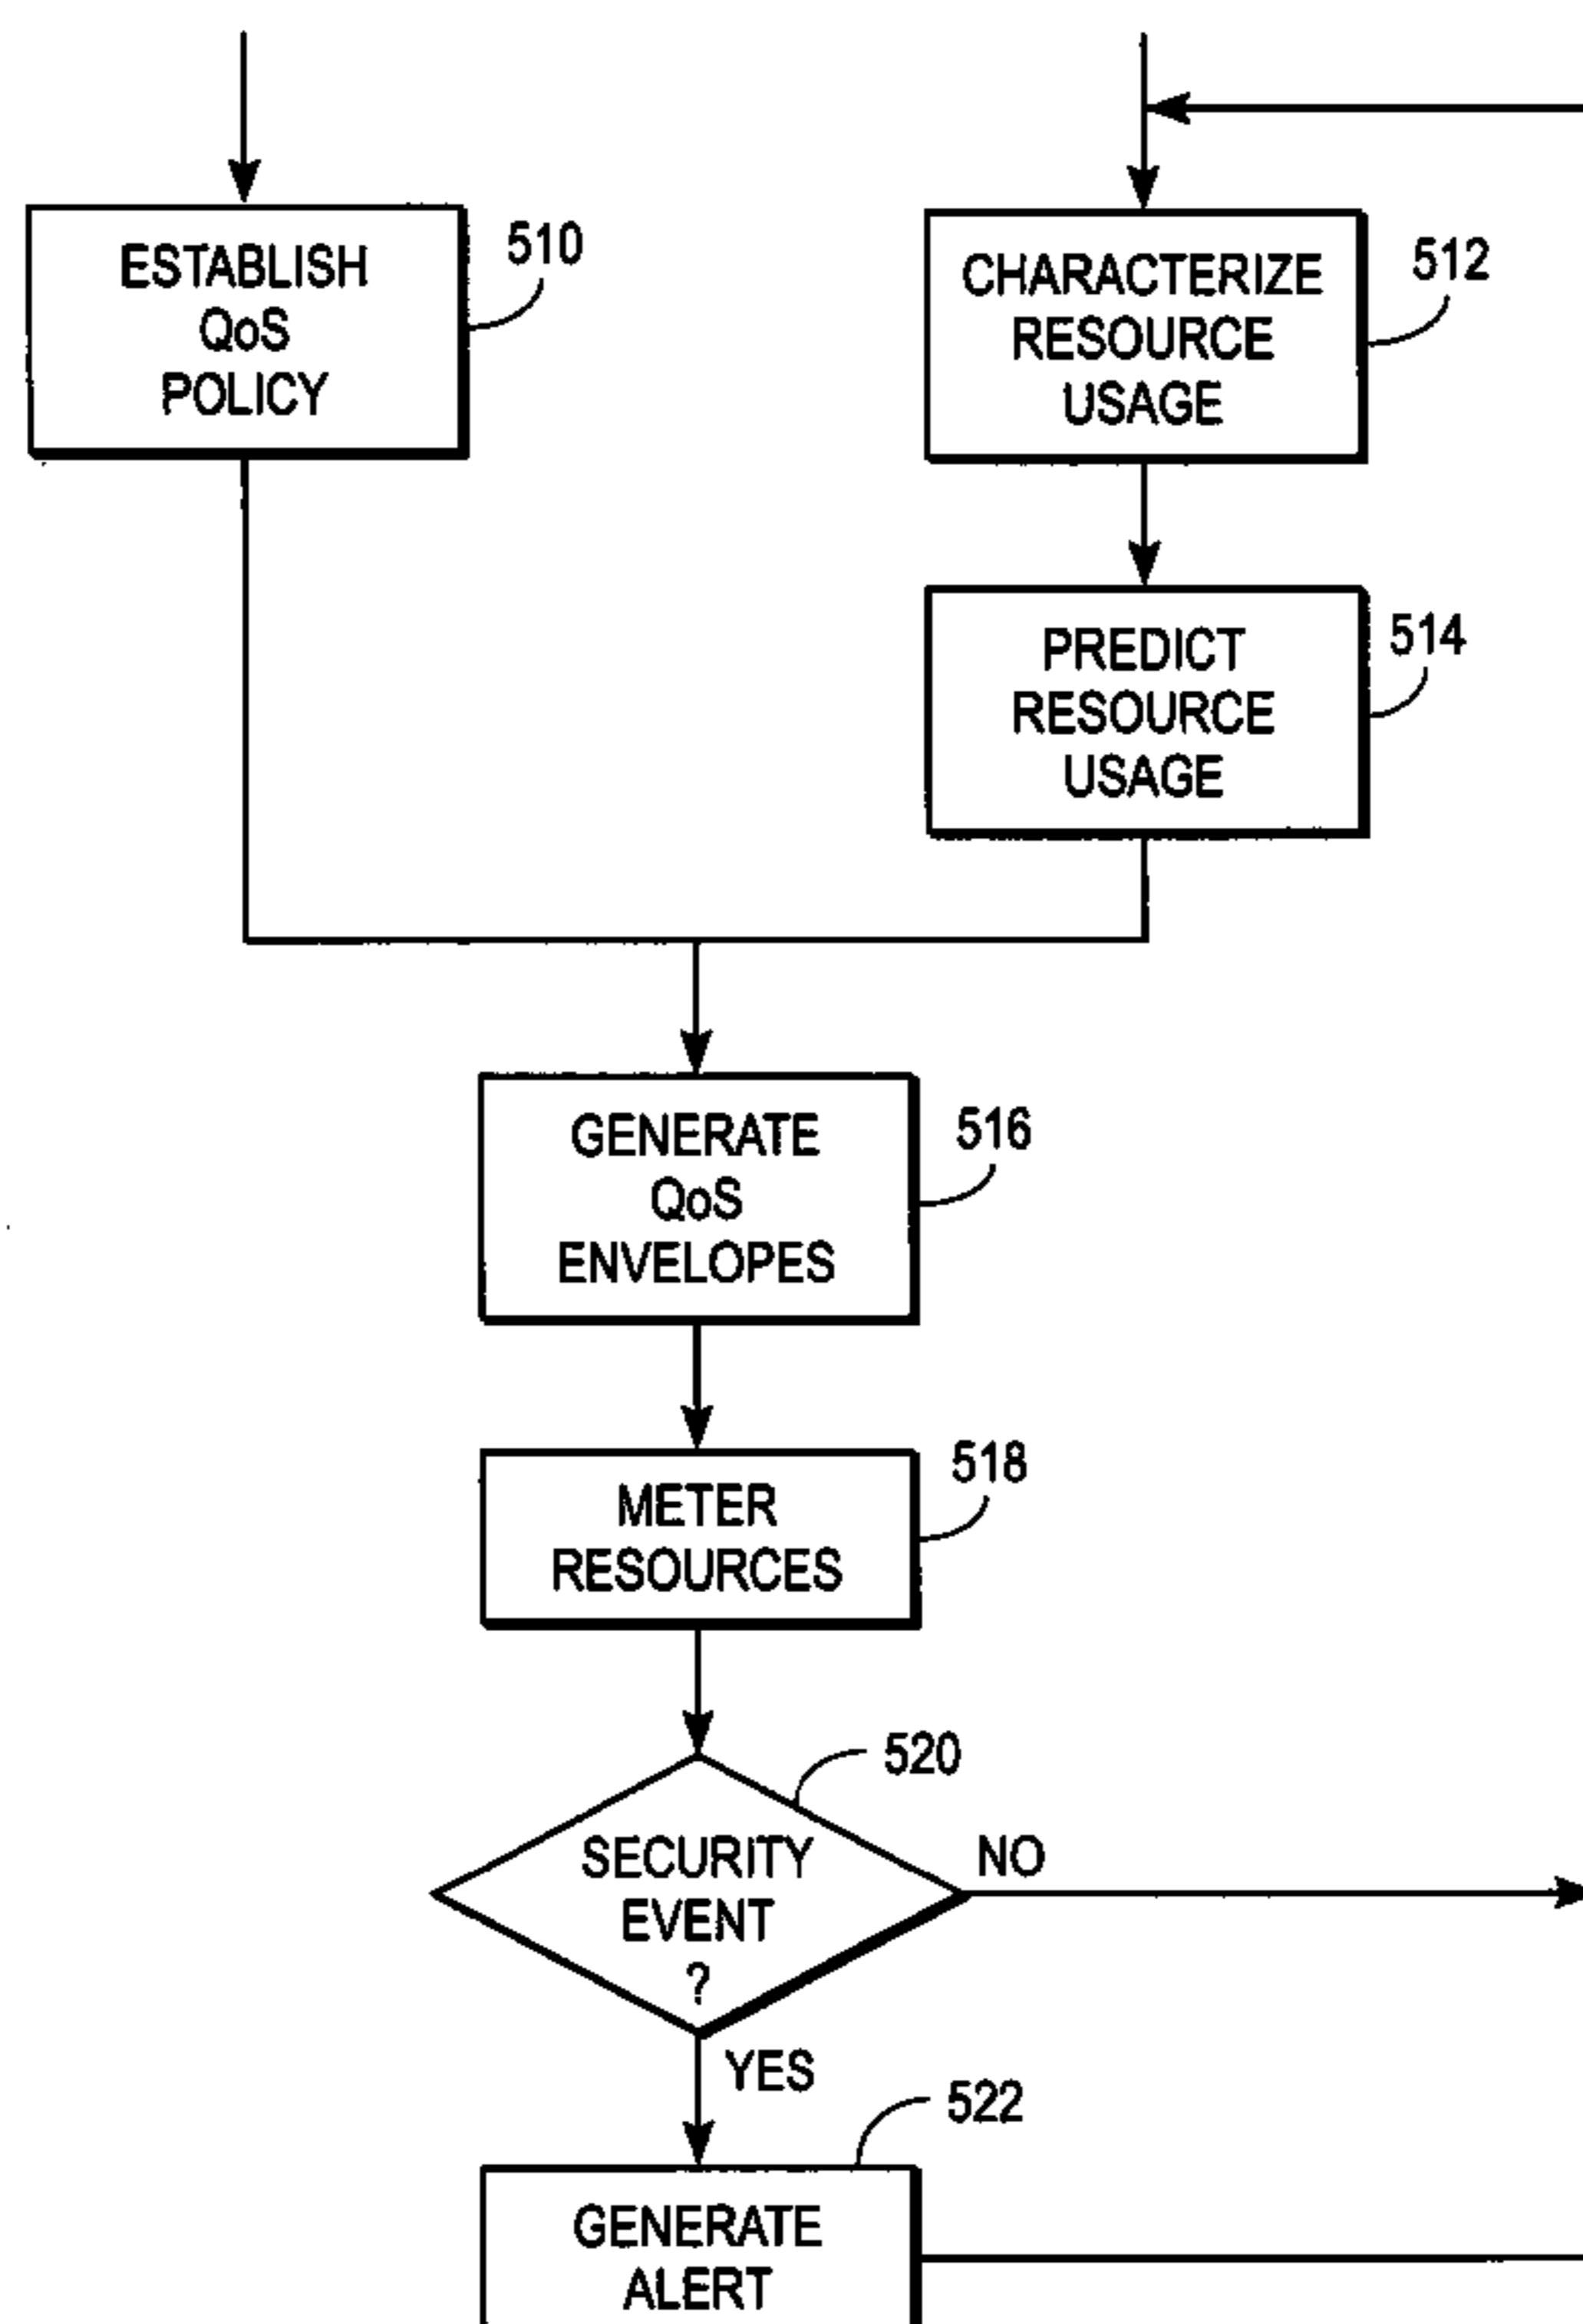 ESTABLISH
QoS
POLICY
510
CHARACTERIZE
RESOURCE
USAGE
512
PREDICT
RESOURCE
USAGE
514
GENERATE
QoS
ENVELOPES
516
METER
RESOURCES
518
SECURITY
EVENT
?
520
NO
YES
522
GENERATE
ALERT